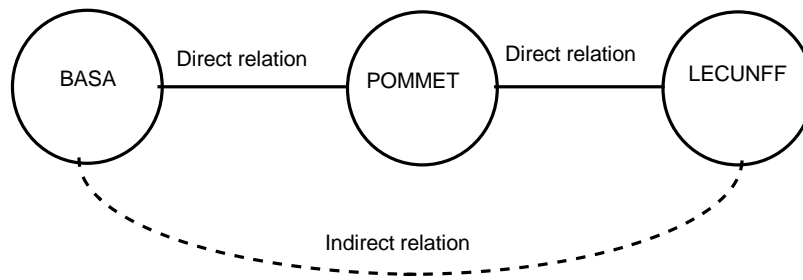 Direct relation
Direct relation
BASA
POMMET
LECUNFF
Indirect relation